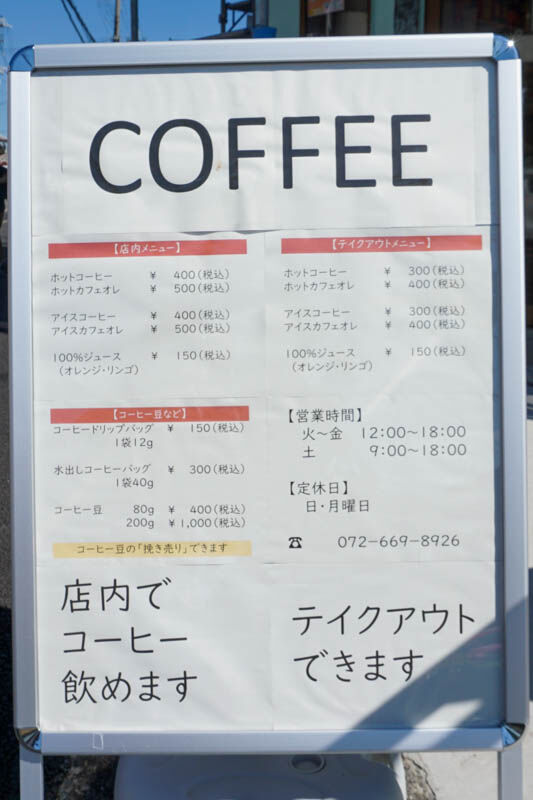 COFFEE
【店内メニュー】
ホットコーヒー ¥ 400(税込)
ホットカフェオレ ¥ 500(税込)
アイスコーヒー ¥ 400(税込)
アイスカフェオレ ¥ 500(税込)
100%ジュース ¥ 150(税込)
(オレンジ・リンゴ)
【テイクアウトメニュー】
ホットコーヒー ¥ 300(税込)
ホットカフェオレ ¥ 400(税込)
アイスコーヒー ¥ 300(税込)
アイスカフェオレ ¥ 400(税込)
100%ジュース ¥ 150(税込)
(オレンジ・リンゴ)
【コーヒー豆など】
コーヒードリップバッグ ¥ 150(税込)
1袋12g
水出しコーヒーバッグ ¥ 300(税込)
1袋40g
コーヒー豆 80g ¥ 400(税込)
200g ¥1,000(税込)
コーヒー豆の「挽き売り」できます
【営業時間】
火~金 12:00~18:00
土 9:00~18:00
【定休日】
日・月曜日
☎ 072-669-8926
店内で
コーヒー
飲めます
テイクアウト
できます